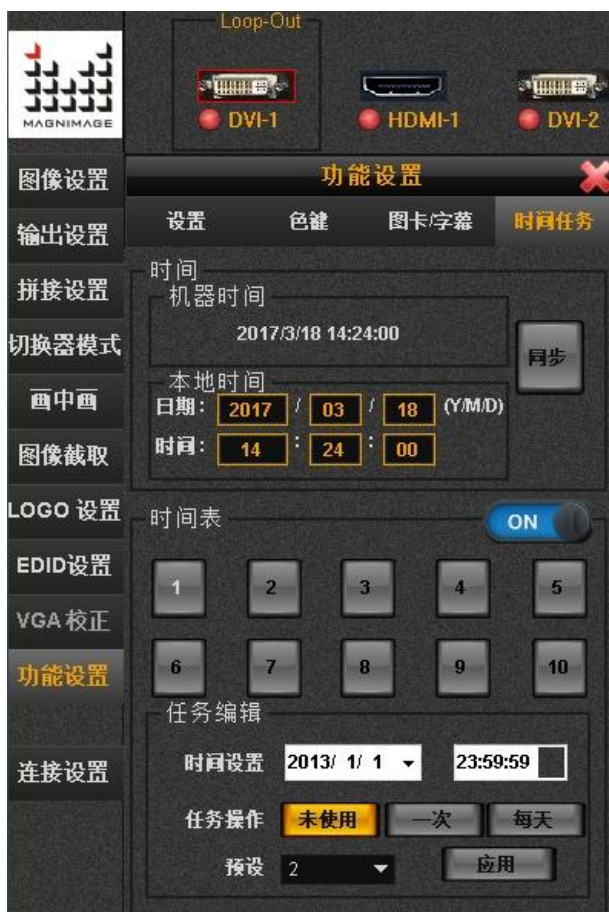 Loop-Out
MAGNIMAGE
DVI-1
HDMI-1
DVI-2
图像设置
输出设置
拼接设置
切换器模式
画中画
图像截取
LOGO 设置
EDID设置
VGA 校正
功能设置
连接设置
功能设置
设置 色键 图卡/字幕 时间任务
时间
机器时间
2017/3/18 14:24:00
同步
本地时间
日期： 2017 / 03 / 18 (Y/M/D)
时间： 14 : 24 : 00
时间表
ON
1 2 3 4 5
6 7 8 9 10
任务编辑
时间设置 2013/ 1/ 1 23:59:59
任务操作 未使用 一次 每天
预设 2 应用